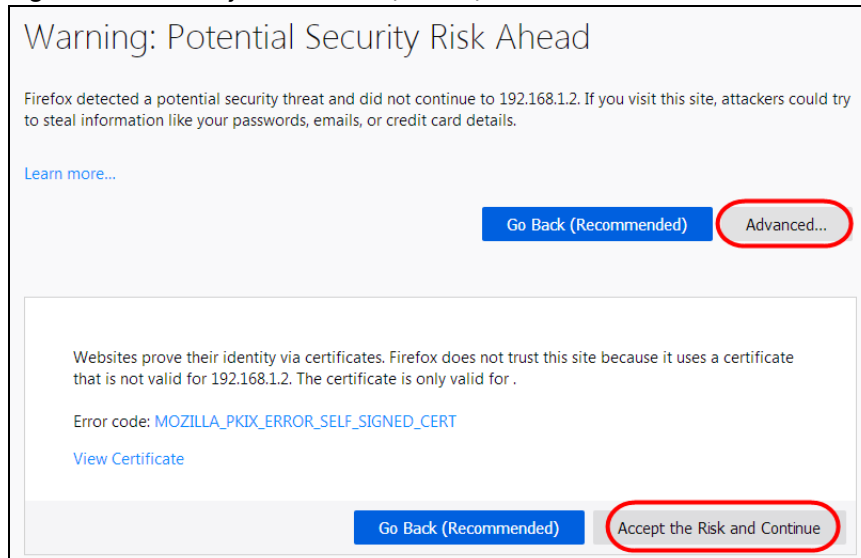 Warning: Potential Security Risk Ahead
Firefox detected a potential security threat and did not continue to 192.168.1.2. If you visit this site, attackers could try
to steal information like your passwords, emails, or credit card details.
Learn more...
Go Back (Recommended) Advanced...
Websites prove their identity via certificates. Firefox does not trust this site because it uses a certificate
that is not valid for 192.168.1.2. The certificate is only valid for .
Error code: MOZILLA_PKIX_ERROR_SELF_SIGNED_CERT
View Certificate
Go Back (Recommended) Accept the Risk and Continue